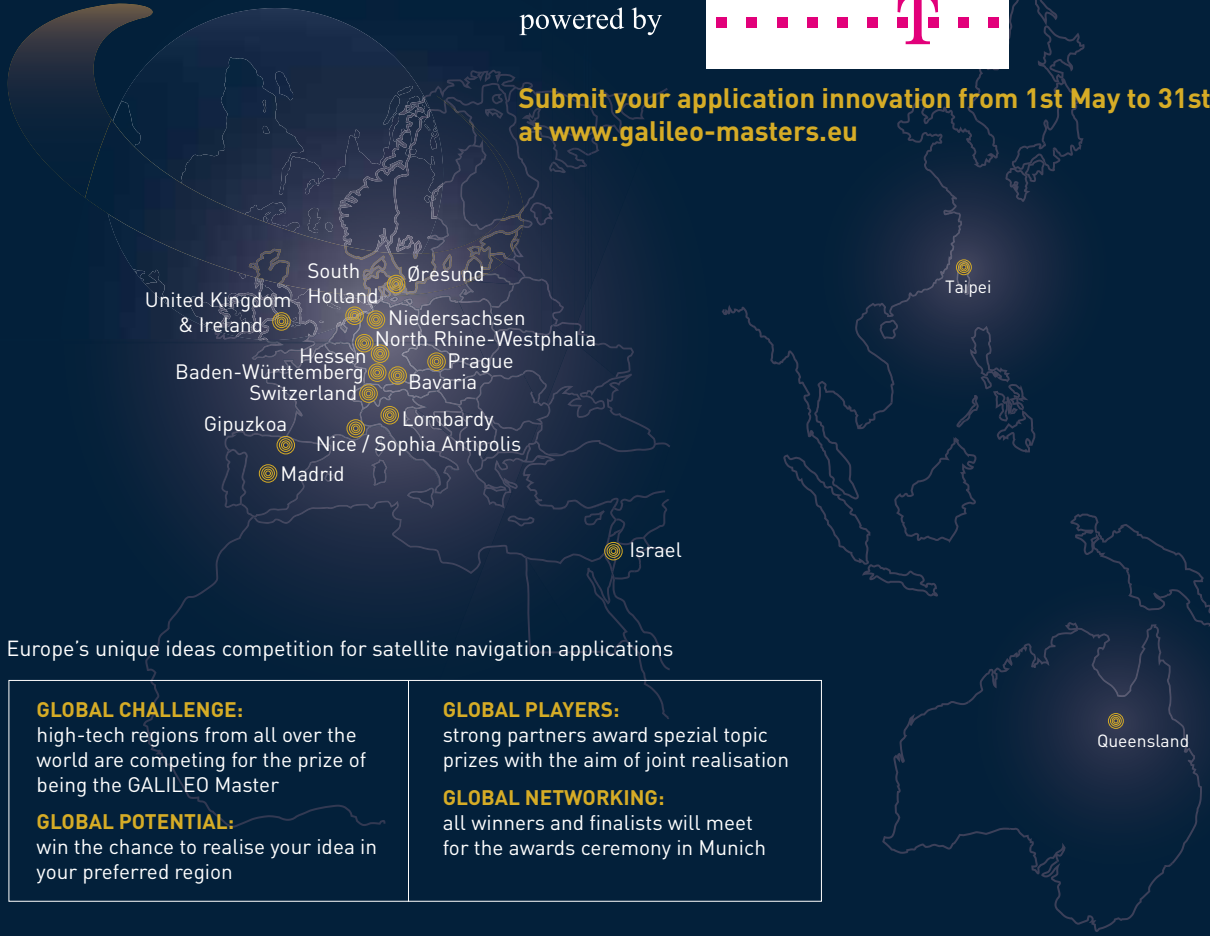 powered by
T
Submit your application innovation from 1st May to 31st
at www.galileo-masters.eu
South
Holland
Øresund
United Kingdom
& Ireland
Niedersachsen
North Rhine-Westphalia
Hessen
Prague
Baden-Württemberg
Bavaria
Switzerland
Lombardy
Gipuzkoa
Nice / Sophia Antipolis
Madrid
Israel
Taipei
Queensland
Europe's unique ideas competition for satellite navigation applications
GLOBAL CHALLENGE:
high-tech regions from all over the
world are competing for the prize of
being the GALILEO Master
GLOBAL POTENTIAL:
win the chance to realise your idea in
your preferred region
GLOBAL PLAYERS:
strong partners award spezial topic
prizes with the aim of joint realisation
GLOBAL NETWORKING:
all winners and finalists will meet
for the awards ceremony in Munich